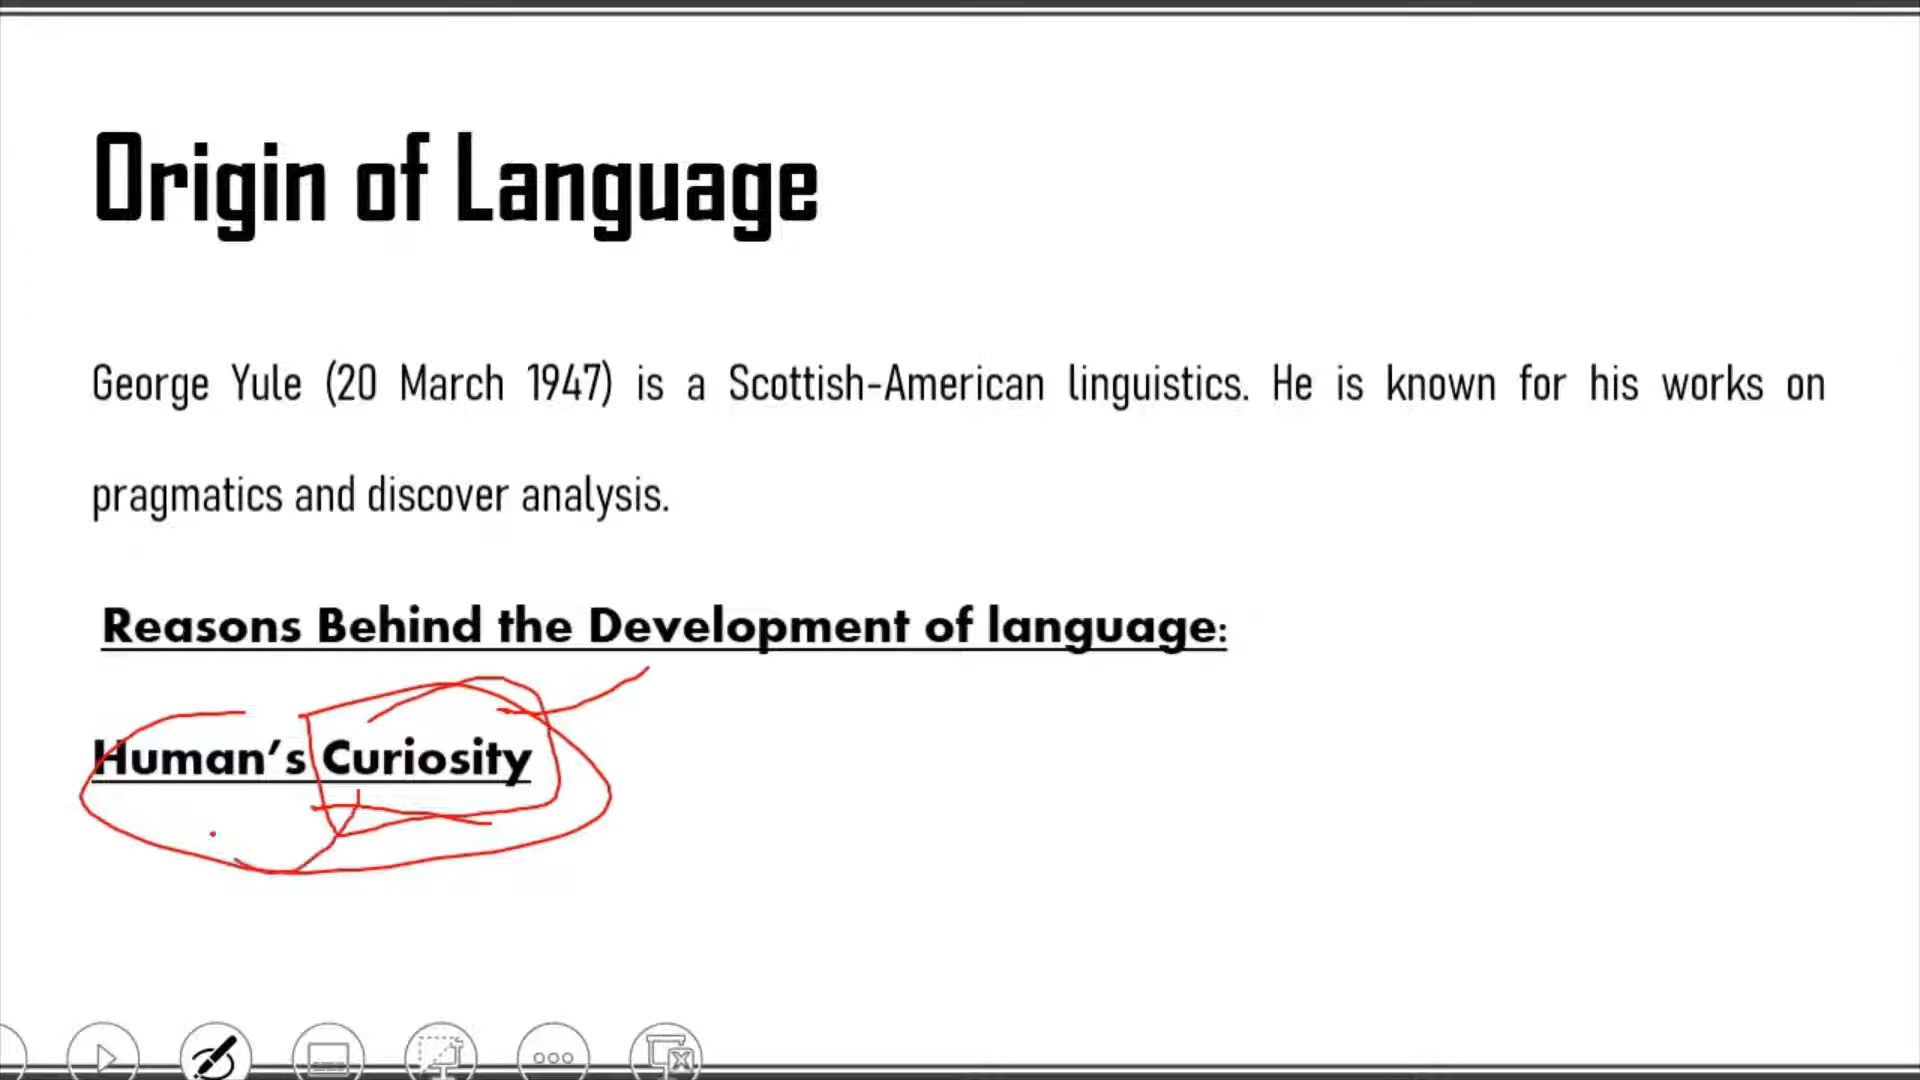 Origin of Language
George Yule (20 March 1947) is a Scottish-American linguistics. He is known for his works on
pragmatics and discover analysis.
Reasons Behind the Development of language:
Human’s Curiosity